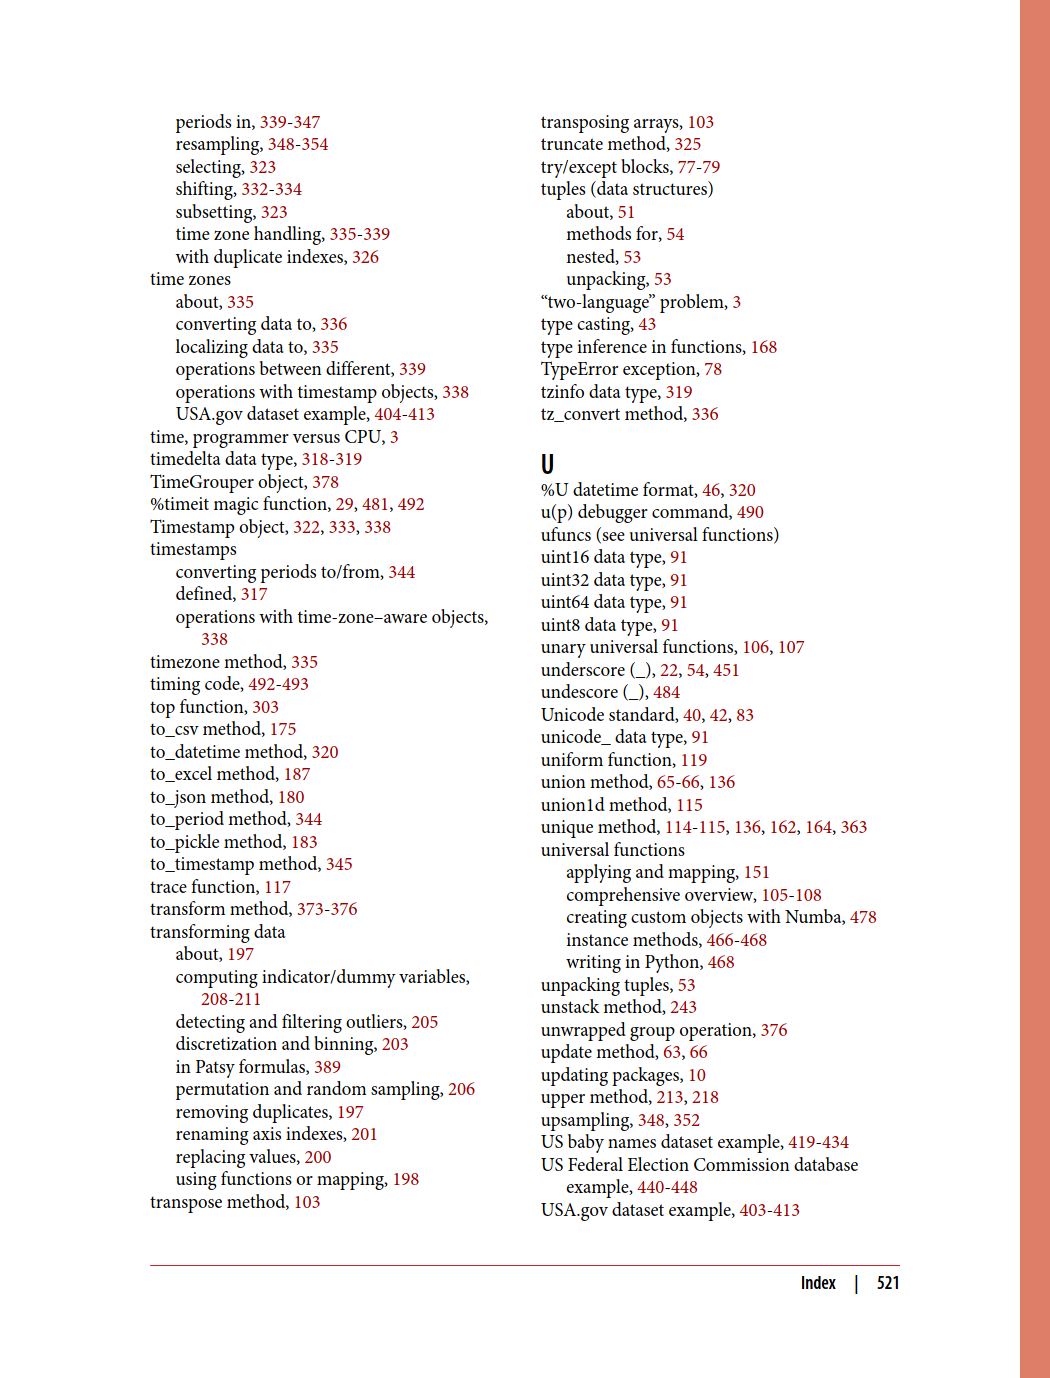 periods in, 339-347
resampling, 348-354
selecting, 323
shifting, 332-334
subsetting, 323
time zone handling, 335-339
with duplicate indexes, 326
time zones
about, 335
converting data to, 336
localizing data to, 335
operations between different, 339
operations with timestamp objects, 338
USA.gov dataset example, 404-413
time, programmer versus CPU, 3
timedelta data type, 318-319
TimeGrouper object, 378
%timeit magic function, 29, 481, 492
Timestamp object, 322, 333, 338
timestamps
converting periods to/from, 344
defined, 317
operations with time-zone–aware objects,
338
timezone method, 335
timing code, 492-493
top function, 303
to_csv method, 175
to_datetime method, 320
to_excel method, 187
to_json method, 180
to_period method, 344
to_pickle method, 183
to_timestamp method, 345
trace function, 117
transform method, 373-376
transforming data
about, 197
computing indicator/dummy variables,
208-211
detecting and filtering outliers, 205
discretization and binning, 203
in Patsy formulas, 389
permutation and random sampling, 206
removing duplicates, 197
renaming axis indexes, 201
replacing values, 200
using functions or mapping, 198
transpose method, 103
transposing arrays, 103
truncate method, 325
try/except blocks, 77-79
tuples (data structures)
about, 51
methods for, 54
nested, 53
unpacking, 53
“two-language” problem, 3
type casting, 43
type inference in functions, 168
TypeError exception, 78
tzinfo data type, 319
tz_convert method, 336
U
%U datetime format, 46, 320
u(p) debugger command, 490
ufuncs (see universal functions)
uint16 data type, 91
uint32 data type, 91
uint64 data type, 91
uint8 data type, 91
unary universal functions, 106, 107
underscore (_), 22, 54, 451
undescore (_), 484
Unicode standard, 40, 42, 83
unicode_ data type, 91
uniform function, 119
union method, 65-66, 136
union1d method, 115
unique method, 114-115, 136, 162, 164, 363
universal functions
applying and mapping, 151
comprehensive overview, 105-108
creating custom objects with Numba, 478
instance methods, 466-468
writing in Python, 468
unpacking tuples, 53
unstack method, 243
unwrapped group operation, 376
update method, 63, 66
updating packages, 10
upper method, 213, 218
upsampling, 348, 352
US baby names dataset example, 419-434
US Federal Election Commission database
example, 440-448
USA.gov dataset example, 403-413
Index | 521